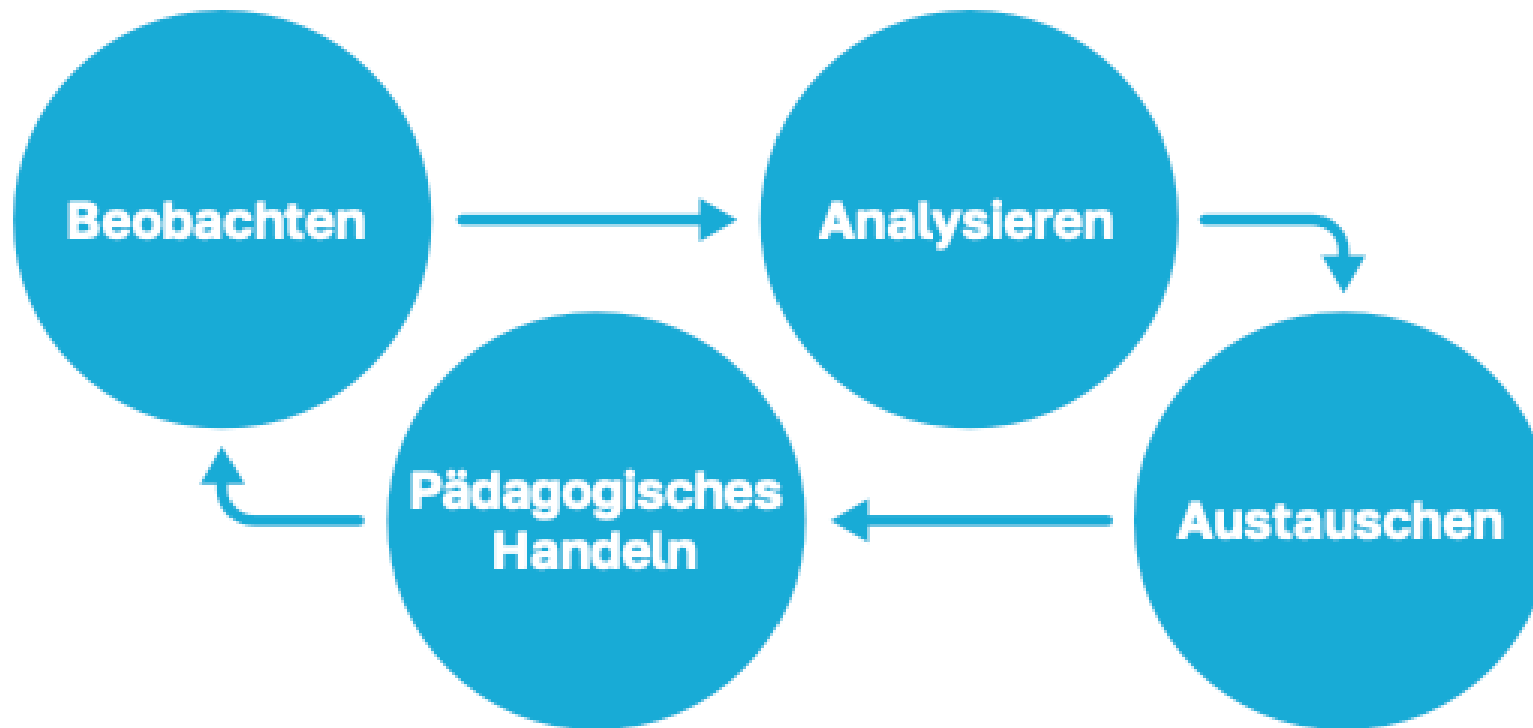 Beobachten
Analysieren
Pädagogisches
Handeln
Austauschen